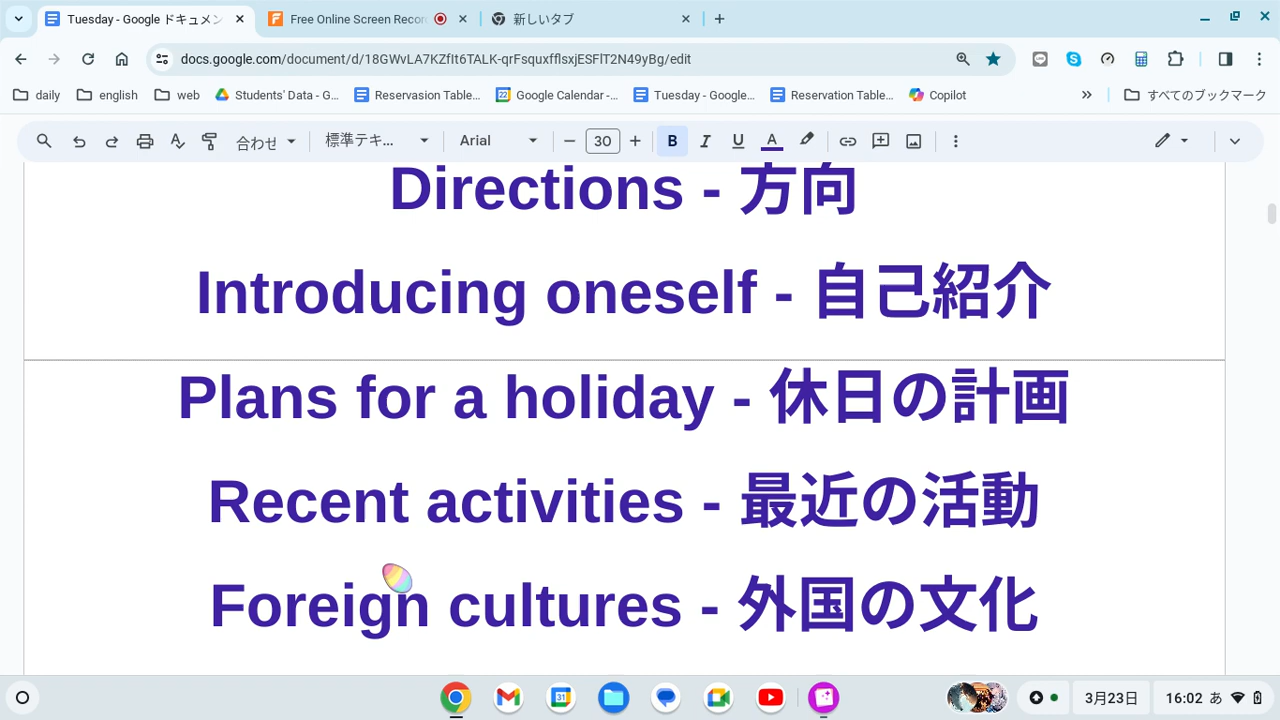 Tuesday - Google ドキュメン
Free Online Screen Recor
新しいタブ
docs.google.com/document/d/18GWvLA7KZfIt6TALK-qrFsquxfflsxjESFlT2N49yBg/edit
daily
english
web
Students' Data - G...
Reservasion Table...
Google Calendar -...
Tuesday - Google...
Reservation Table...
Copilot
すべてのブックマーク
合わせ
標準テキ...
Arial
30
B
I
U
A
Directions - 方向
Introducing oneself - 自己紹介
Plans for a holiday - 休日の計画
Recent activities - 最近の活動
Foreign cultures - 外国の文化
3月23日
16:02
あ